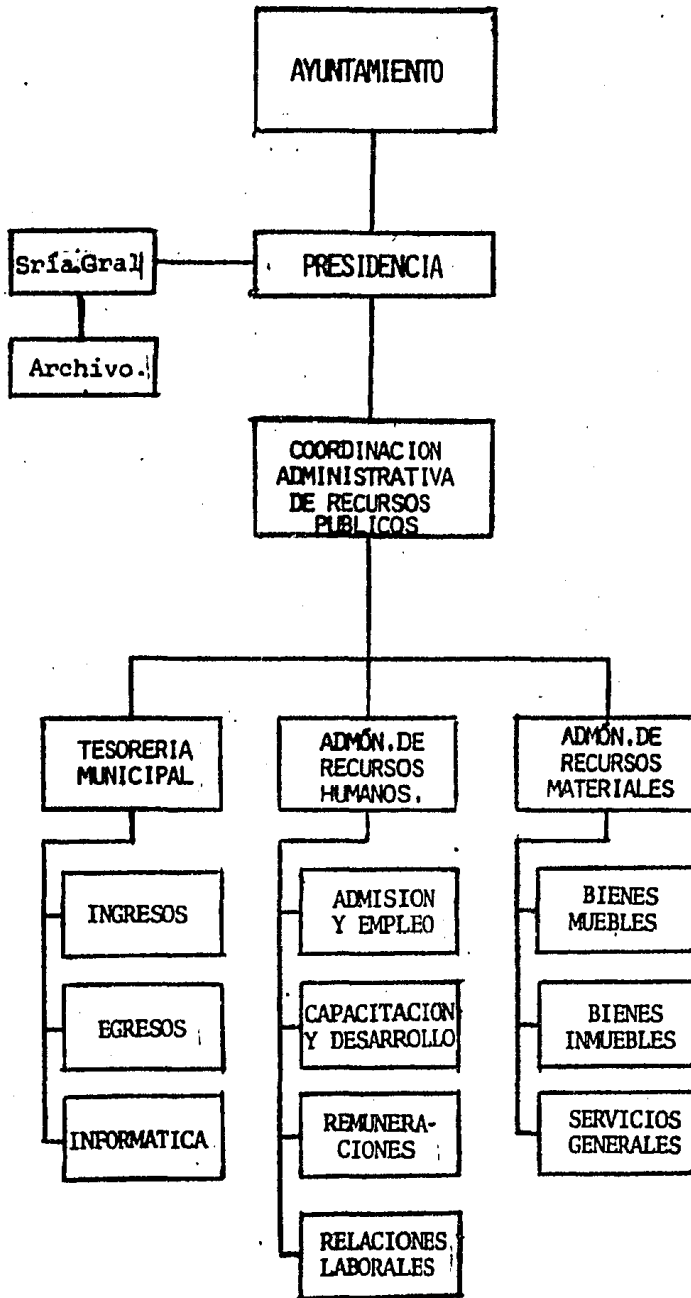 AYUNTAMIENTO
Sría.Gral
PRESIDENCIA
Archivo.
COORDINACION
ADMINISTRATIVA
DE RECURSOS
PUBLICOS
TESORERIA
MUNICIPAL
ADMÓN.DE
RECURSOS
HUMANOS.
ADMÓN.DE
RECURSOS
MATERIALES
INGRESOS
EGRESOS
INFORMATICA
ADMISION
Y EMPLEO
CAPACITACION
Y DESARROLLO
REMUNERA-
CIONES
RELACIONES
LABORALES
BIENES
MUEBLES
BIENES
INMUEBLES
SERVICIOS
GENERALES